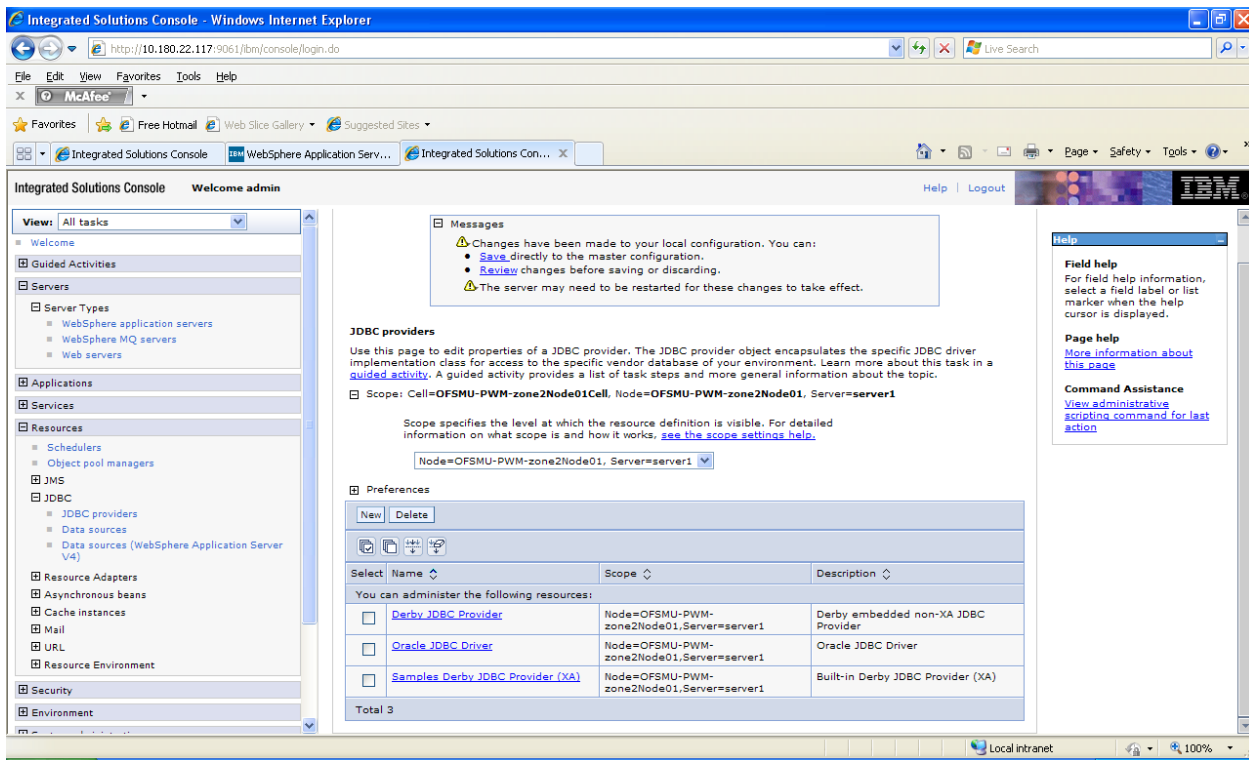 Integrated Solutions Console - Windows Internet Explorer
http://10.180.22.117:9061/ibm/console/login.do
Live Search
File Edit View Favorites Tools Help
x McAfee
Favorites Free Hotmail Web Slice Gallery Suggested Sites
Integrated Solutions Console
IBM WebSphere Application Serv...
Integrated Solutions Con... X
Page Safety Tools »
Integrated Solutions Console Welcome admin
Help | Logout
IBM
View: All tasks
Welcome
Guided Activities
Servers
Server Types
WebSphere application servers
WebSphere MQ servers
Web servers
Applications
Services
Resources
Schedulers
Object pool managers
JMS
JDBC
JDBC providers
Data sources
Data sources (WebSphere Application Server
V4)
Resource Adapters
Asynchronous beans
Cache instances
Mail
URL
Resource Environment
Security
Environment
Messages
Changes have been made to your local configuration. You can:
Save directly to the master configuration.
Review changes before saving or discarding.
The server may need to be restarted for these changes to take effect.
JDBC providers
Use this page to edit properties of a JDBC provider. The JDBC provider object encapsulates the specific JDBC driver
implementation class for access to the specific vendor database of your environment. Learn more about this task in a
guided activity. A guided activity provides a list of task steps and more general information about the topic.
Scope: Cell=OFSMU-PWM-zone2Node01Cell, Node=OFSMU-PWM-zone2Node01, Server=server1
Scope specifies the level at which the resource definition is visible. For detailed
information on what scope is and how it works, see the scope settings help.
Node=OFSMU-PWM-zone2Node01, Server=server1
Preferences
New Delete
Select Name Scope Description
You can administer the following resources:
Derby JDBC Provider
Node=OFSMU-PWM-
zone2Node01,Server=server1
Derby embedded non-XA JDBC
Provider
Oracle JDBC Driver
Node=OFSMU-PWM-
zone2Node01,Server=server1
Oracle JDBC Driver
Samples Derby JDBC Provider (XA)
Node=OFSMU-PWM-
zone2Node01,Server=server1
Built-in Derby JDBC Provider (XA)
Total 3
Help
Field help
For field help information,
select a field label or list
marker when the help
cursor is displayed.
Page help
More information about
this page
Command Assistance
View administrative
scripting command for last
action
Local intranet
100%